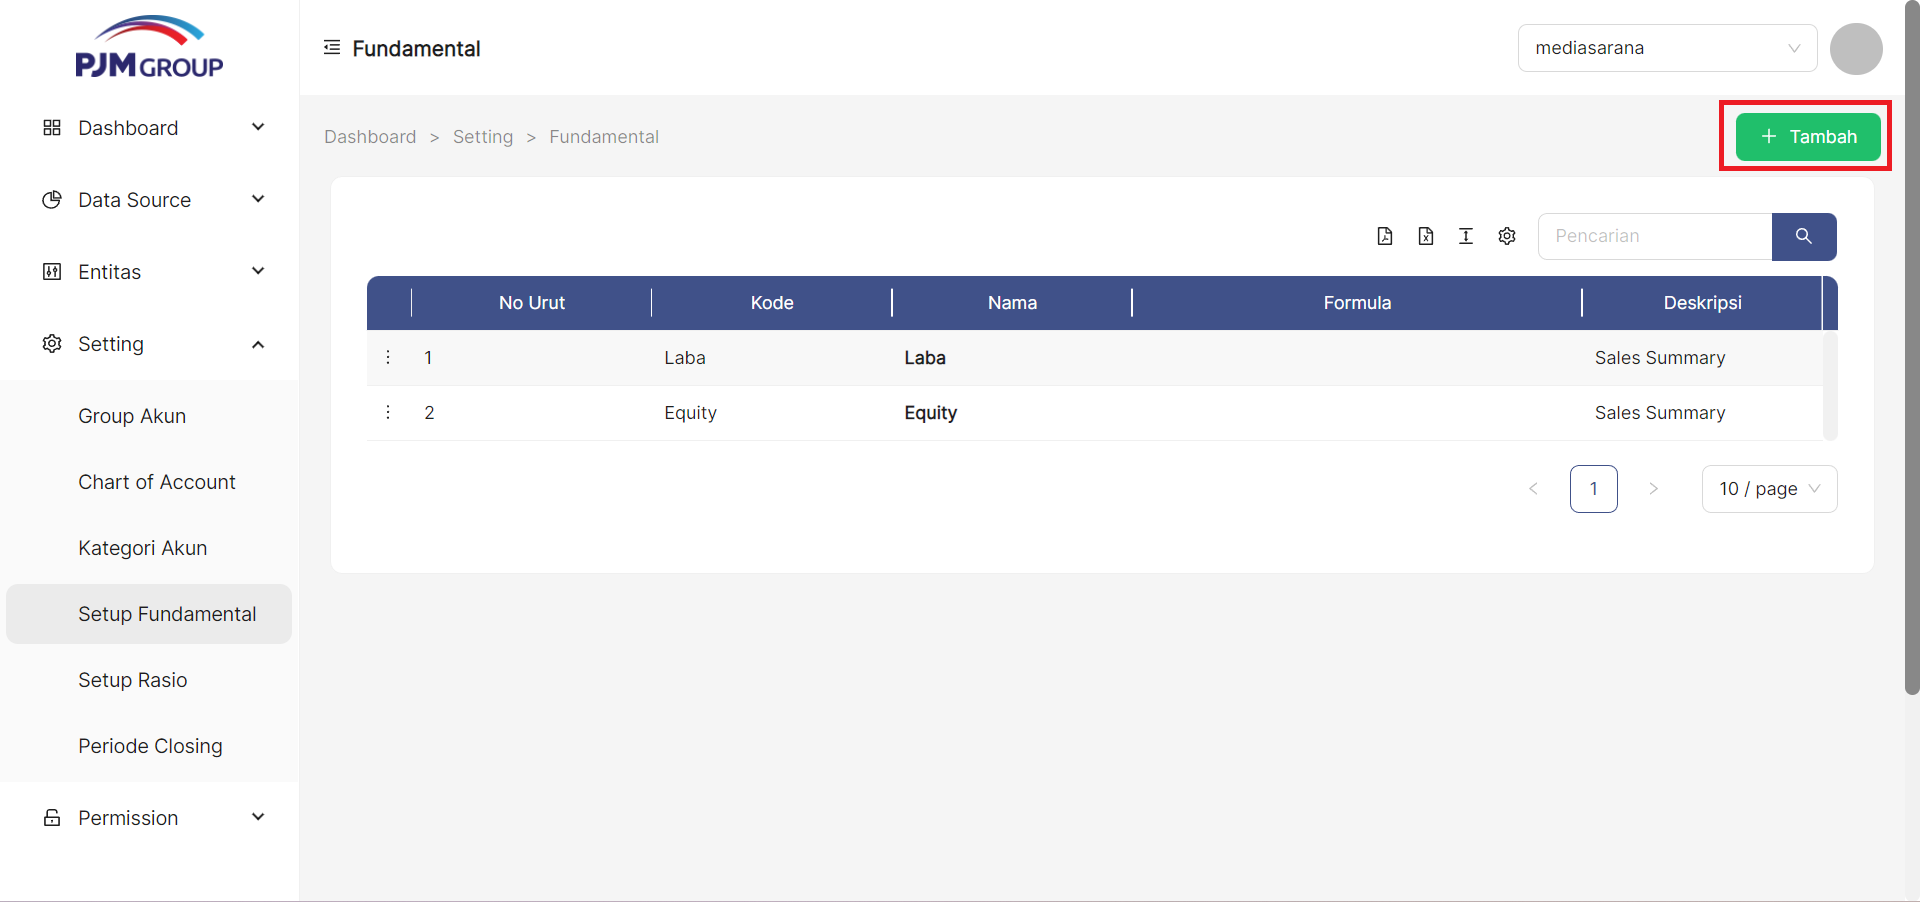 PJM GROUP
Dashboard
Data Source
Entitas
Setting
Group Akun
Chart of Account
Kategori Akun
Setup Fundamental
Setup Rasio
Periode Closing
Permission
Fundamental
mediasarana
Dashboard > Setting > Fundamental
+ Tambah
Pencarian
No Urut Kode Nama Formula Deskripsi
1 Laba Laba Sales Summary
2 Equity Equity Sales Summary
< 1 > 10 / page